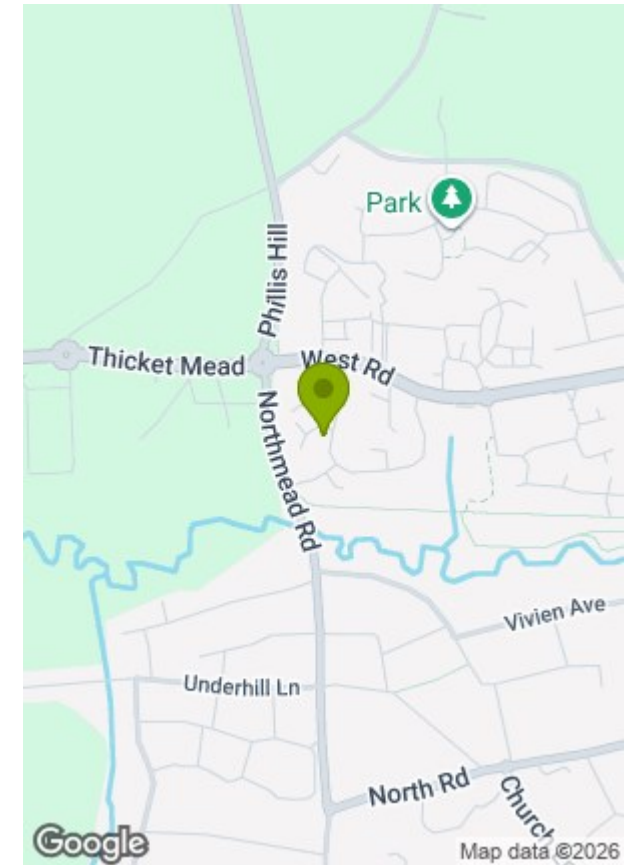 Park
Phillis Hill
Thicket Mead
West Rd
Northmead Rd
Vivien Ave
Underhill Ln
North Rd
Church
Google
Map data ©2026